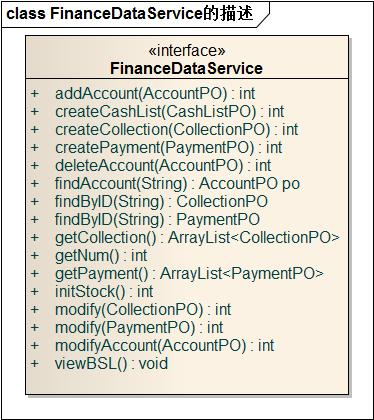 class FinanceDataService的描述
«interface»
FinanceDataService
+ addAccount(AccountPO) : int
+ createCashList(CashListPO) : int
+ createCollection(CollectionPO) : int
+ createPayment(PaymentPO) : int
+ deleteAccount(AccountPO) : int
+ findAccount(String) : AccountPO po
+ findByID(String) : CollectionPO
+ findByID(String) : PaymentPO
+ getCollection() : ArrayList<CollectionPO>
+ getNum() : int
+ getPayment() : ArrayList<PaymentPO>
+ initStock() : int
+ modify(CollectionPO) : int
+ modify(PaymentPO) : int
+ modifyAccount(AccountPO) : int
+ viewBSL() : void